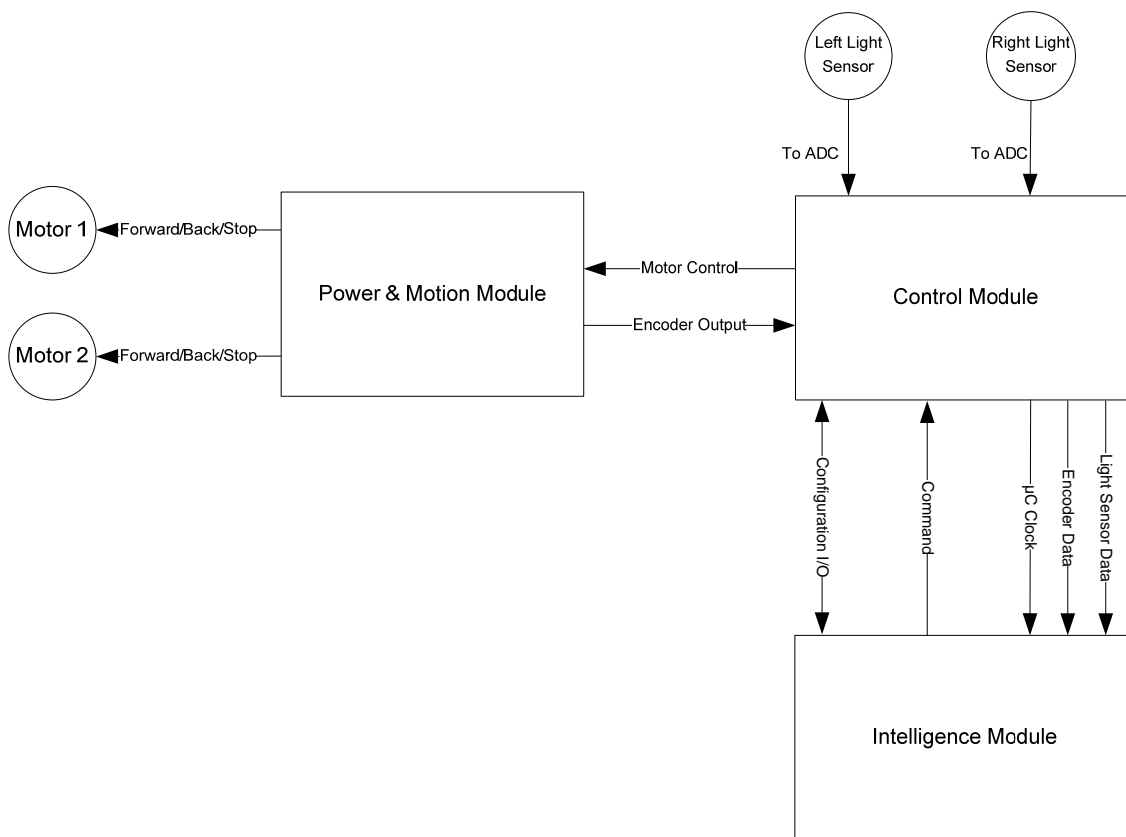 Left Light
Sensor
Right Light
Sensor
To ADC
To ADC
Motor 1
Forward/Back/Stop
Power & Motion Module
Motor Control
Control Module
Encoder Output
Motor 2
Forward/Back/Stop
Configuration I/O
Command
µC Clock
Encoder Data
Light Sensor Data
Intelligence Module